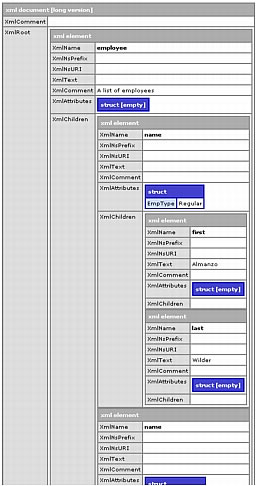 xml document [long version]
XmlComment
XmlRoot
xml element
XmlName employee
XmlNsPrefix
XmlNsURI
XmlText
XmlComment A list of employees
XmlAttributes struct [empty]
XmlChildren
xml element
XmlName name
XmlNsPrefix
XmlNsURI
XmlText
XmlComment
XmlAttributes
struct
EmpType Regular
XmlChildren
xml element
XmlName first
XmlNsPrefix
XmlNsURI
XmlText Almanzo
XmlComment
XmlAttributes struct [empty]
XmlChildren
xml element
XmlName last
XmlNsPrefix
XmlNsURI
XmlText Wilder
XmlComment
XmlAttributes struct [empty]
XmlChildren
xml element
XmlName name
XmlNsPrefix
XmlNsURI
XmlText
XmlComment
XmlAttributes
struct